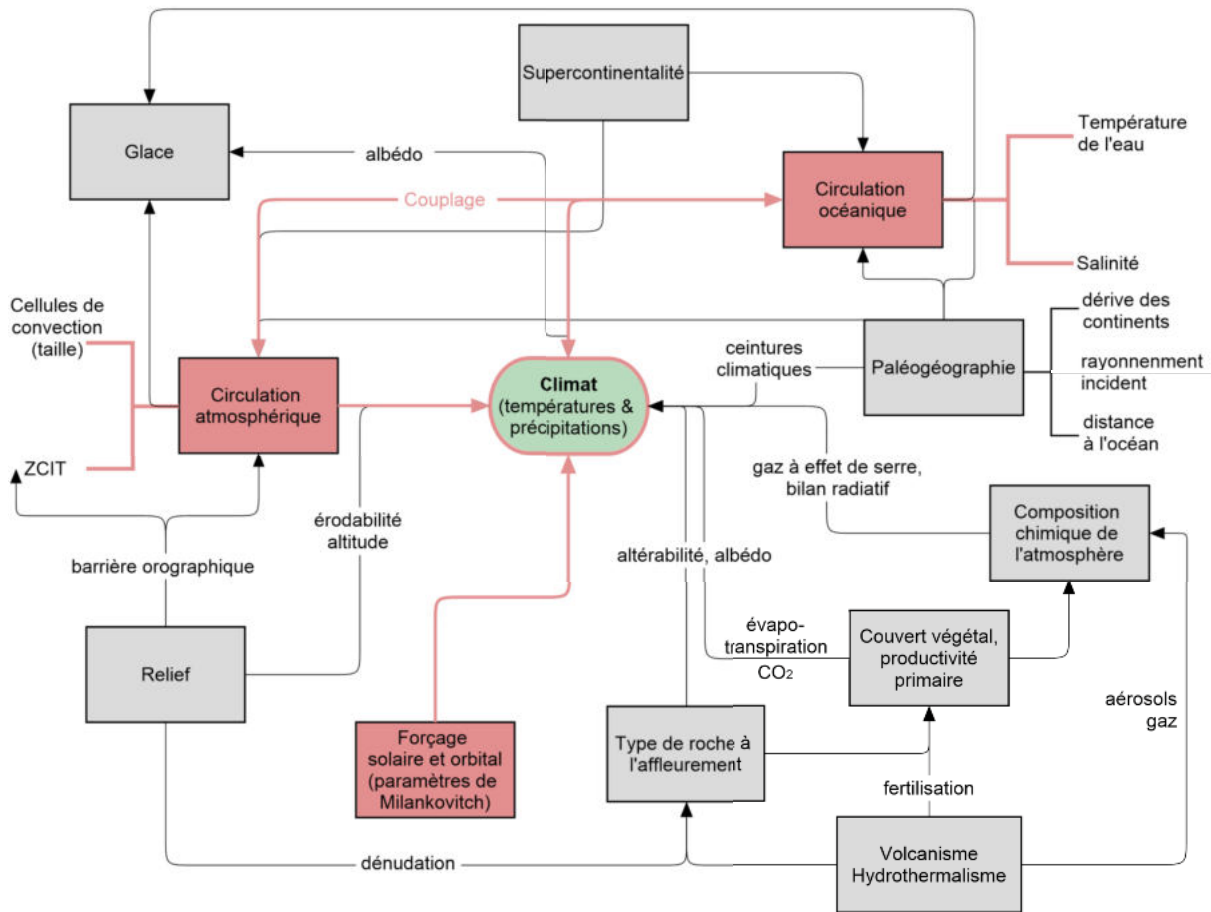 Supercontinentalité
Glace
albédo
Température
de l'eau
Couplage
Circulation
océanique
Salinité
Cellules de
convection
(taille)
dérive des
continents
ceintures
climatiques
Paléogéographie
rayonnenment
incident
Circulation
atmosphérique
Climat
(températures &
précipitations)
distance
à l'océan
ZCIT
gaz à effet de serre,
bilan radiatif
érodabilité
altitude
Composition
chimique de
l'atmosphère
barrière orographique
altérabilité, albédo
évapo-
transpiration
CO₂
Couvert végétal,
productivité
primaire
Relief
aérosols
gaz
Forçage
solaire et orbital
(paramètres de
Milankovitch)
Type de roche à
l'affleurement
fertilisation
dénudation
Volcanisme
Hydrothermalisme